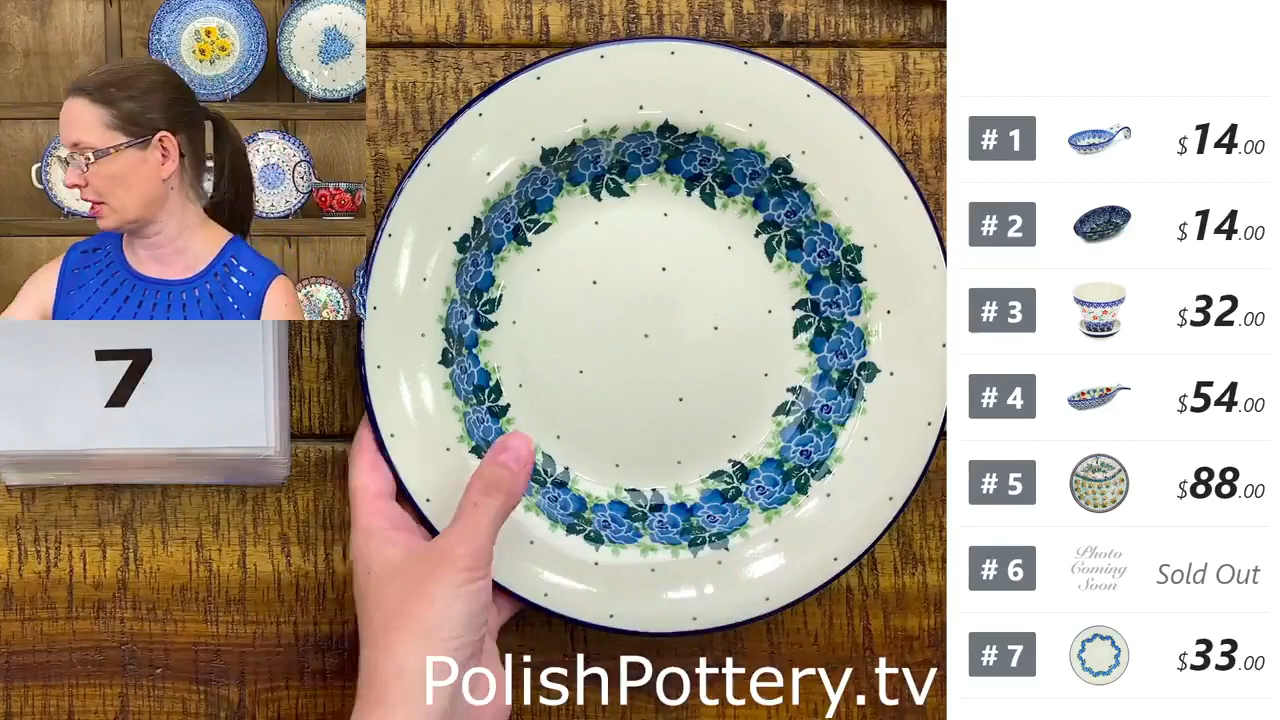 7
PolishPottery.tv
# 1 $14.00
# 2 $14.00
# 3 $32.00
# 4 $54.00
# 5 $88.00
# 6 Photo
Coming
Soon Sold Out
# 7 $33.00